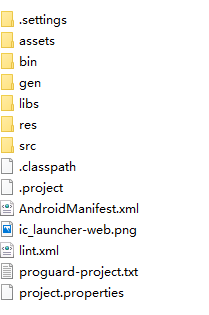 .settings
assets
bin
gen
libs
res
src
.classpath
.project
AndroidManifest.xml
ic_launcher-web.png
lint.xml
proguard-project.txt
project.properties